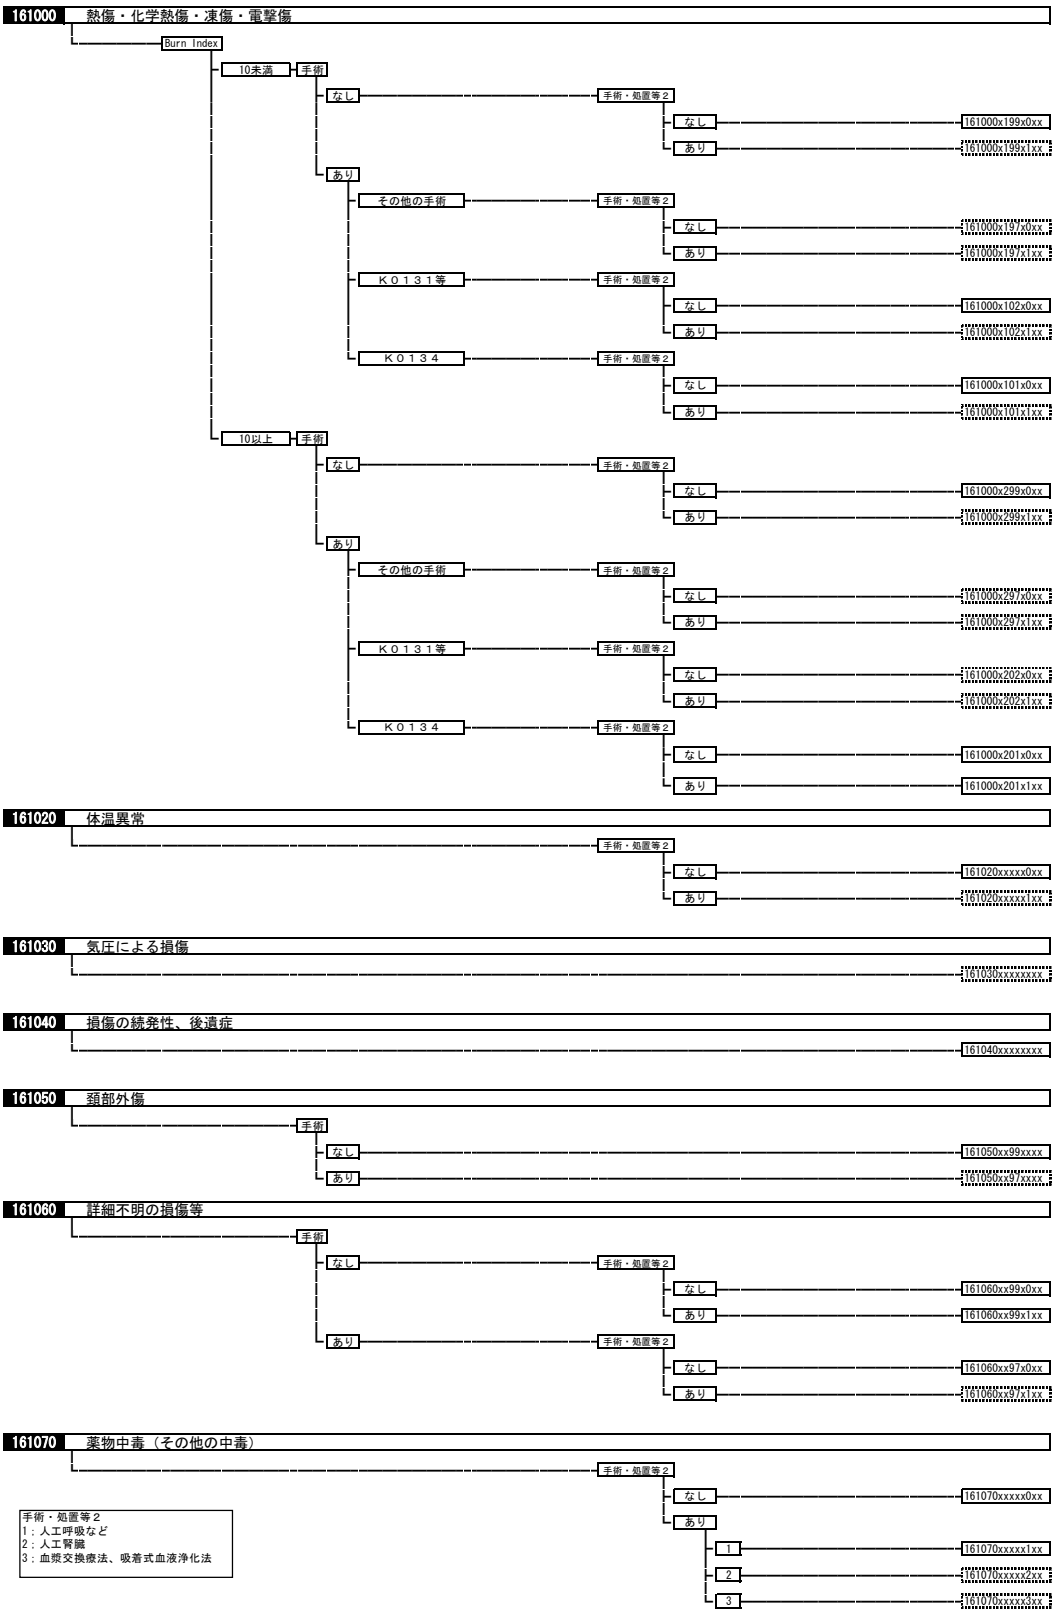 161000 熱傷・化学熱傷・凍傷・電撃傷
Burn Index
10未満 手術
なし 手術・処置等2
なし 161000x199x0xx
あり 161000x199x1xx
あり
その他の手術 手術・処置等2
なし 161000x197x0xx
あり 161000x197x1xx
K0131等 手術・処置等2
なし 161000x102x0xx
あり 161000x102x1xx
K0134 手術・処置等2
なし 161000x101x0xx
あり 161000x101x1xx
10以上 手術
なし 手術・処置等2
なし 161000x299x0xx
あり 161000x299x1xx
あり
その他の手術 手術・処置等2
なし 161000x297x0xx
あり 161000x297x1xx
K0131等 手術・処置等2
なし 161000x202x0xx
あり 161000x202x1xx
K0134 手術・処置等2
なし 161000x201x0xx
あり 161000x201x1xx
161020 体温異常
手術・処置等2
なし 161020xxxxx0xx
あり 161020xxxxx1xx
161030 気圧による損傷
161030xxxxxxxx
161040 損傷の続発性、後遺症
161040xxxxxxxx
161050 頚部外傷
手術
なし 161050xx99xxxx
あり 161050xx97xxxx
161060 詳細不明の損傷等
手術
なし 手術・処置等2
なし 161060xx99x0xx
あり 161060xx99x1xx
あり 手術・処置等2
なし 161060xx97x0xx
あり 161060xx97x1xx
161070 薬物中毒（その他の中毒）
手術・処置等2
なし 161070xxxxx0xx
あり
1 161070xxxxx1xx
2 161070xxxxx2xx
3 161070xxxxx3xx
手術・処置等2
1；人工呼吸など
2；人工腎臓
3；血漿交換療法、吸着式血液浄化法